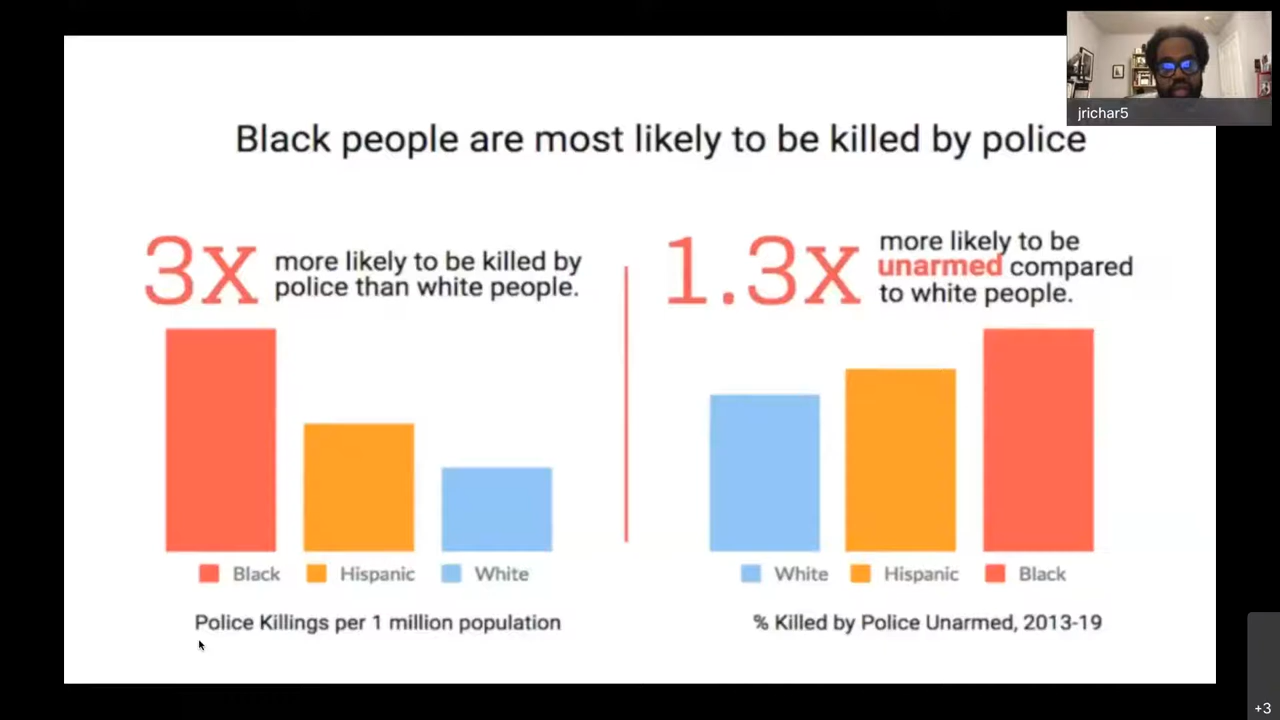 jrichar5
Black people are most likely to be killed by police
3x
more likely to be killed by
police than white people.
1.3x
more likely to be
unarmed compared
to white people.
Black Hispanic White
Police Killings per 1 million population
White Hispanic Black
% Killed by Police Unarmed, 2013-19
+3